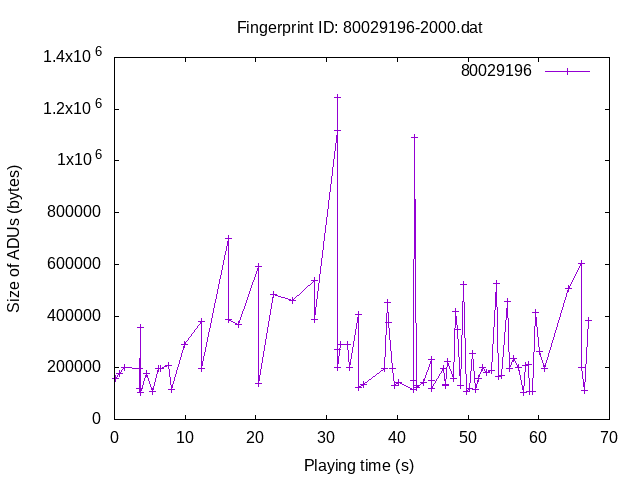 Fingerprint ID: 80029196-2000.dat
80029196
1.4x10^6
1.2x10^6
1x10^6
800000
600000
400000
200000
0
Size of ADUs (bytes)
0 10 20 30 40 50 60 70
Playing time (s)